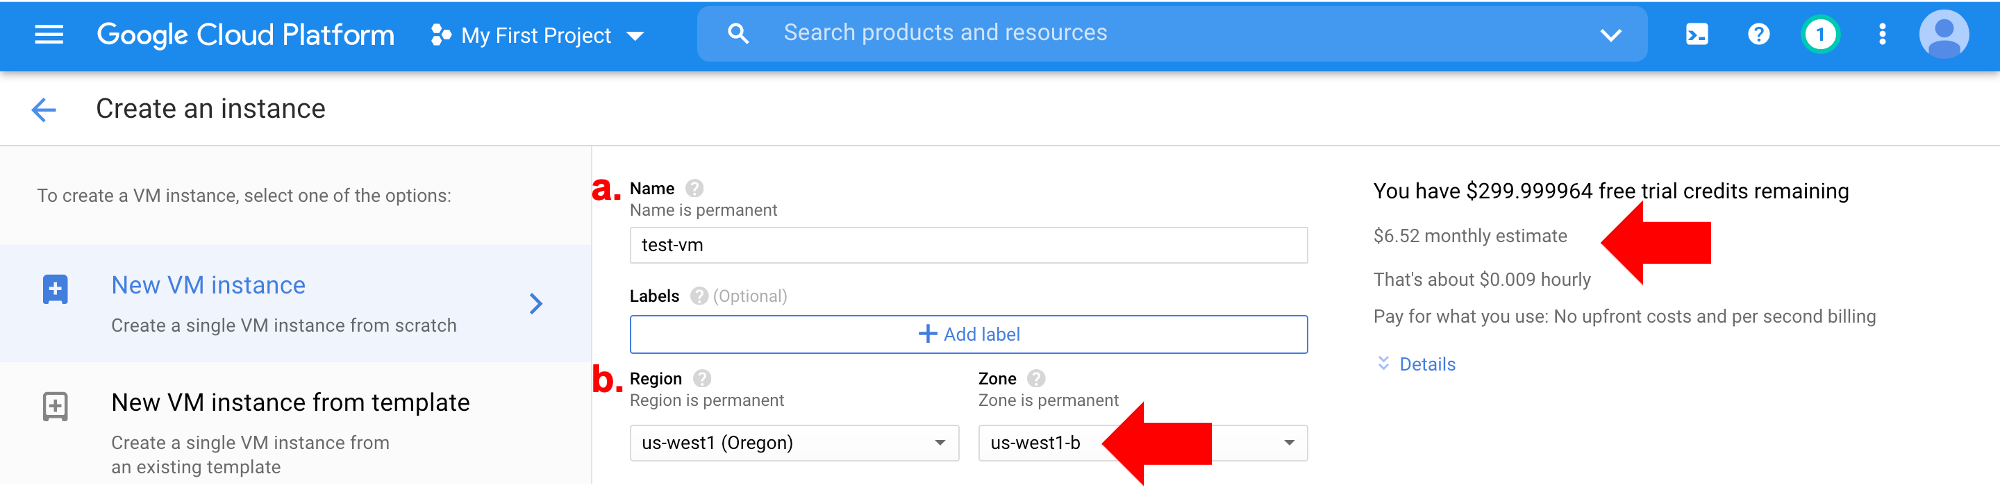 Google Cloud Platform
My First Project
Search products and resources
1
Create an instance
To create a VM instance, select one of the options:
New VM instance
Create a single VM instance from scratch
New VM instance from template
Create a single VM instance from
an existing template
a. Name
Name is permanent
test-vm
Labels (Optional)
Add label
b. Region
Region is permanent
us-west1 (Oregon)
Zone
Zone is permanent
us-west1-b
You have $299.999964 free trial credits remaining
$6.52 monthly estimate
That's about $0.009 hourly
Pay for what you use: No upfront costs and per second billing
Details